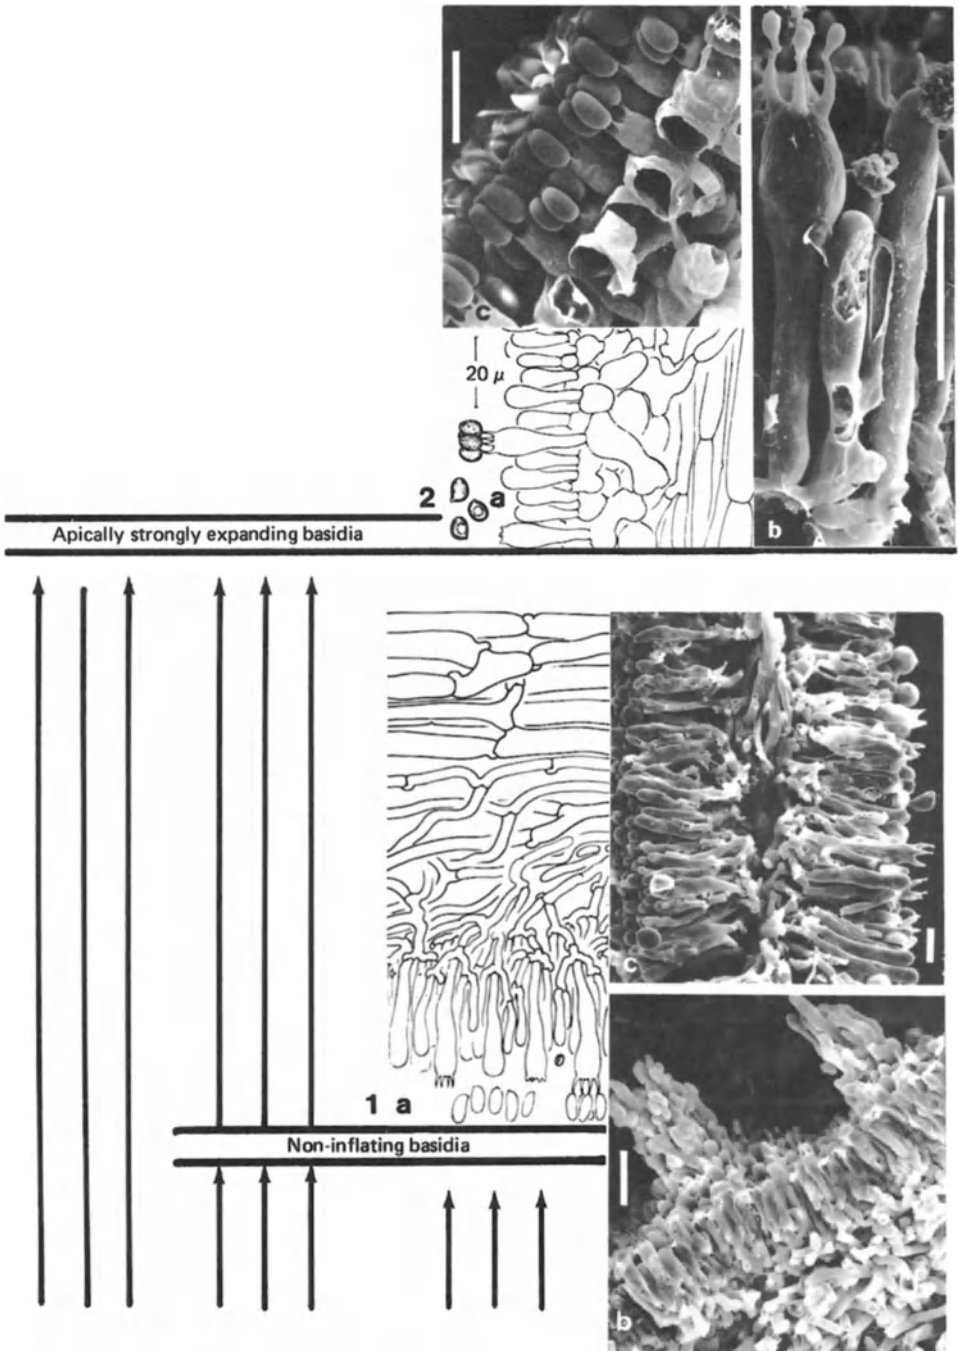 c
20 μ
2
a
b
Apically strongly expanding basidia
c
1 a
Non-inflating basidia
b